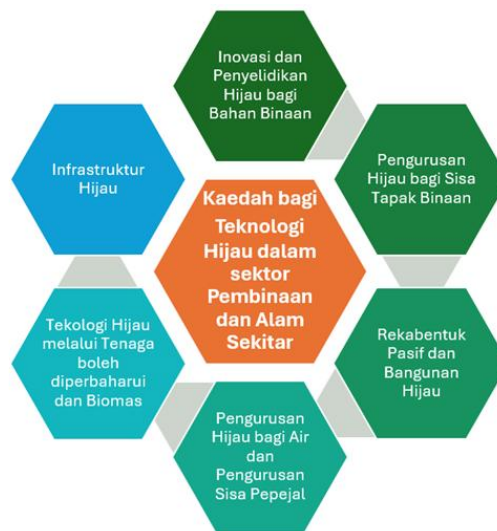 Inovasi dan
Penyelidikan
Hijau bagi
Bahan Binaan
Infrastruktur
Hijau
Pengurusan
Hijau bagi Sisa
Tapak Binaan
Kaedah bagi
Teknologi
Hijau dalam
sektor
Pembinaan
dan Alam
Sekitar
Tekologi Hijau
melalui Tenaga
boleh
diperbaharui
dan Biomas
Rekabentuk
Pasif dan
Bangunan
Hijau
Pengurusan
Hijau bagi Air
dan
Pengurusan
Sisa Pepejal